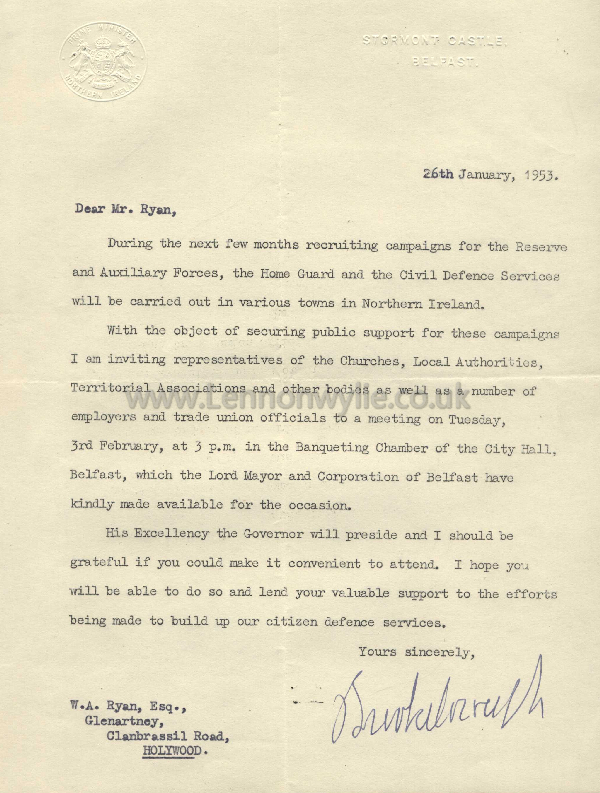 PRIME MINISTER
NORTHERN IRELAND
STORMONT CASTLE,
BELFAST.
26th January, 1953.
Dear Mr. Ryan,
During the next few months recruiting campaigns for the Reserve
and Auxiliary Forces, the Home Guard and the Civil Defence Services
will be carried out in various towns in Northern Ireland.
With the object of securing public support for these campaigns
I am inviting representatives of the Churches, Local Authorities,
Territorial Associations and other bodies as well as a number of
www.Lennonwylie.co.uk
employers and trade union officials to a meeting on Tuesday,
3rd February, at 3 p.m. in the Banqueting Chamber of the City Hall,
Belfast, which the Lord Mayor and Corporation of Belfast have
kindly made available for the occasion.
His Excellency the Governor will preside and I should be
grateful if you could make it convenient to attend. I hope you
will be able to do so and lend your valuable support to the efforts
being made to build up our citizen defence services.
Yours sincerely,
Brookeborough
W.A. Ryan, Esq.,
Glenartney,
Clanbrassil Road,
HOLYWOOD.